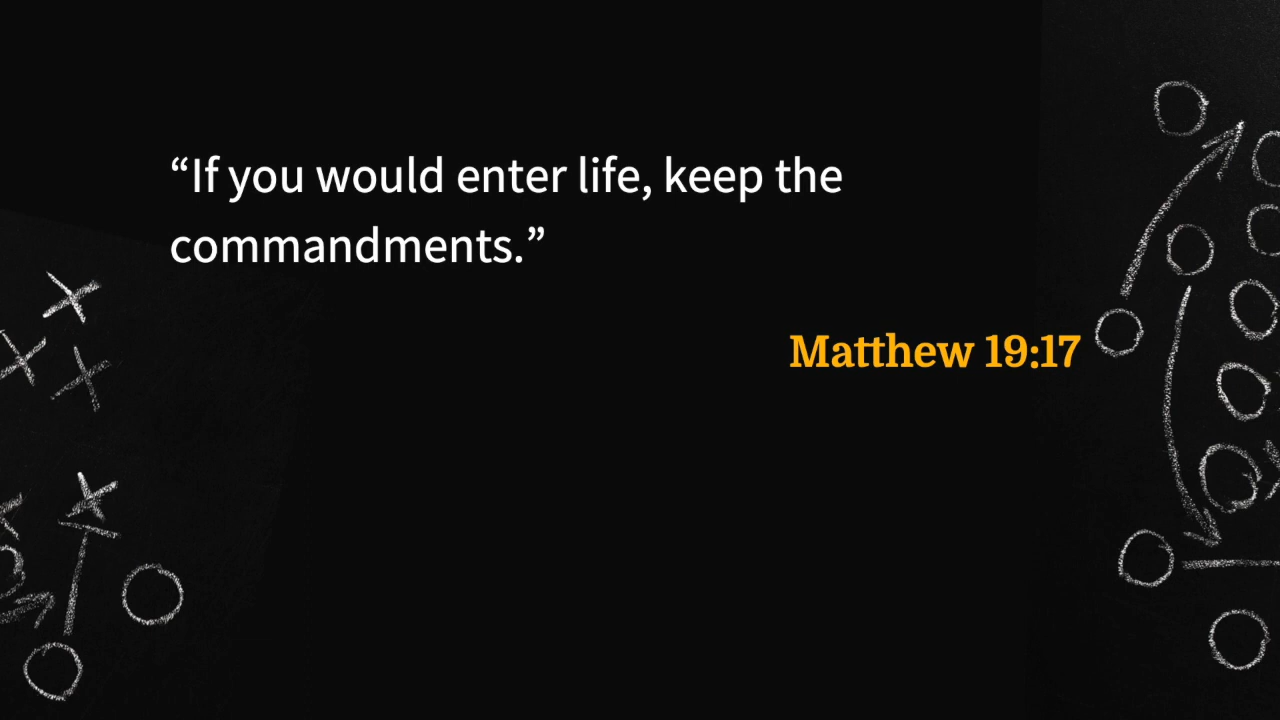 “If you would enter life, keep the
commandments.”
Matthew 19:17